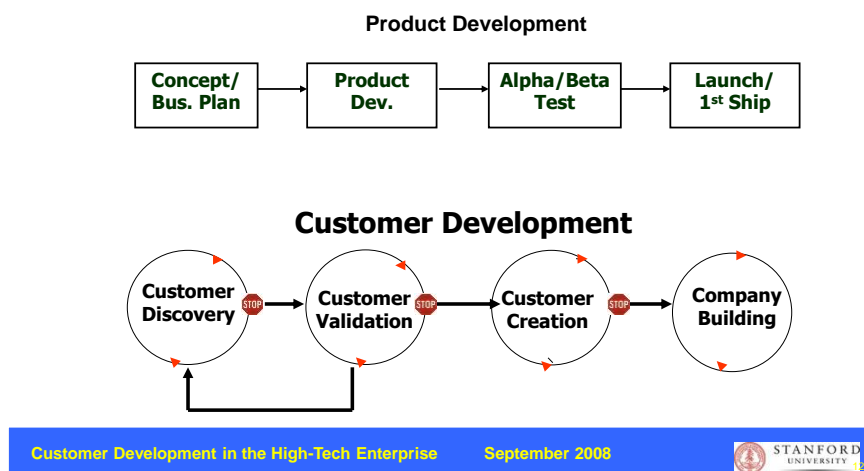 Product Development
Concept/
Bus. Plan
Product
Dev.
Alpha/Beta
Test
Launch/
1st Ship
Customer Development
Customer
Discovery
STOP
Customer
Validation
STOP
Customer
Creation
STOP
Company
Building
Customer Development in the High-Tech Enterprise September 2008
STANFORD
UNIVERSITY